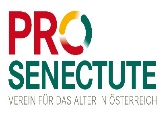 PRO
SENECTUTE
VEREIN FÜR DAS ALTER IN ÖSTERREICH